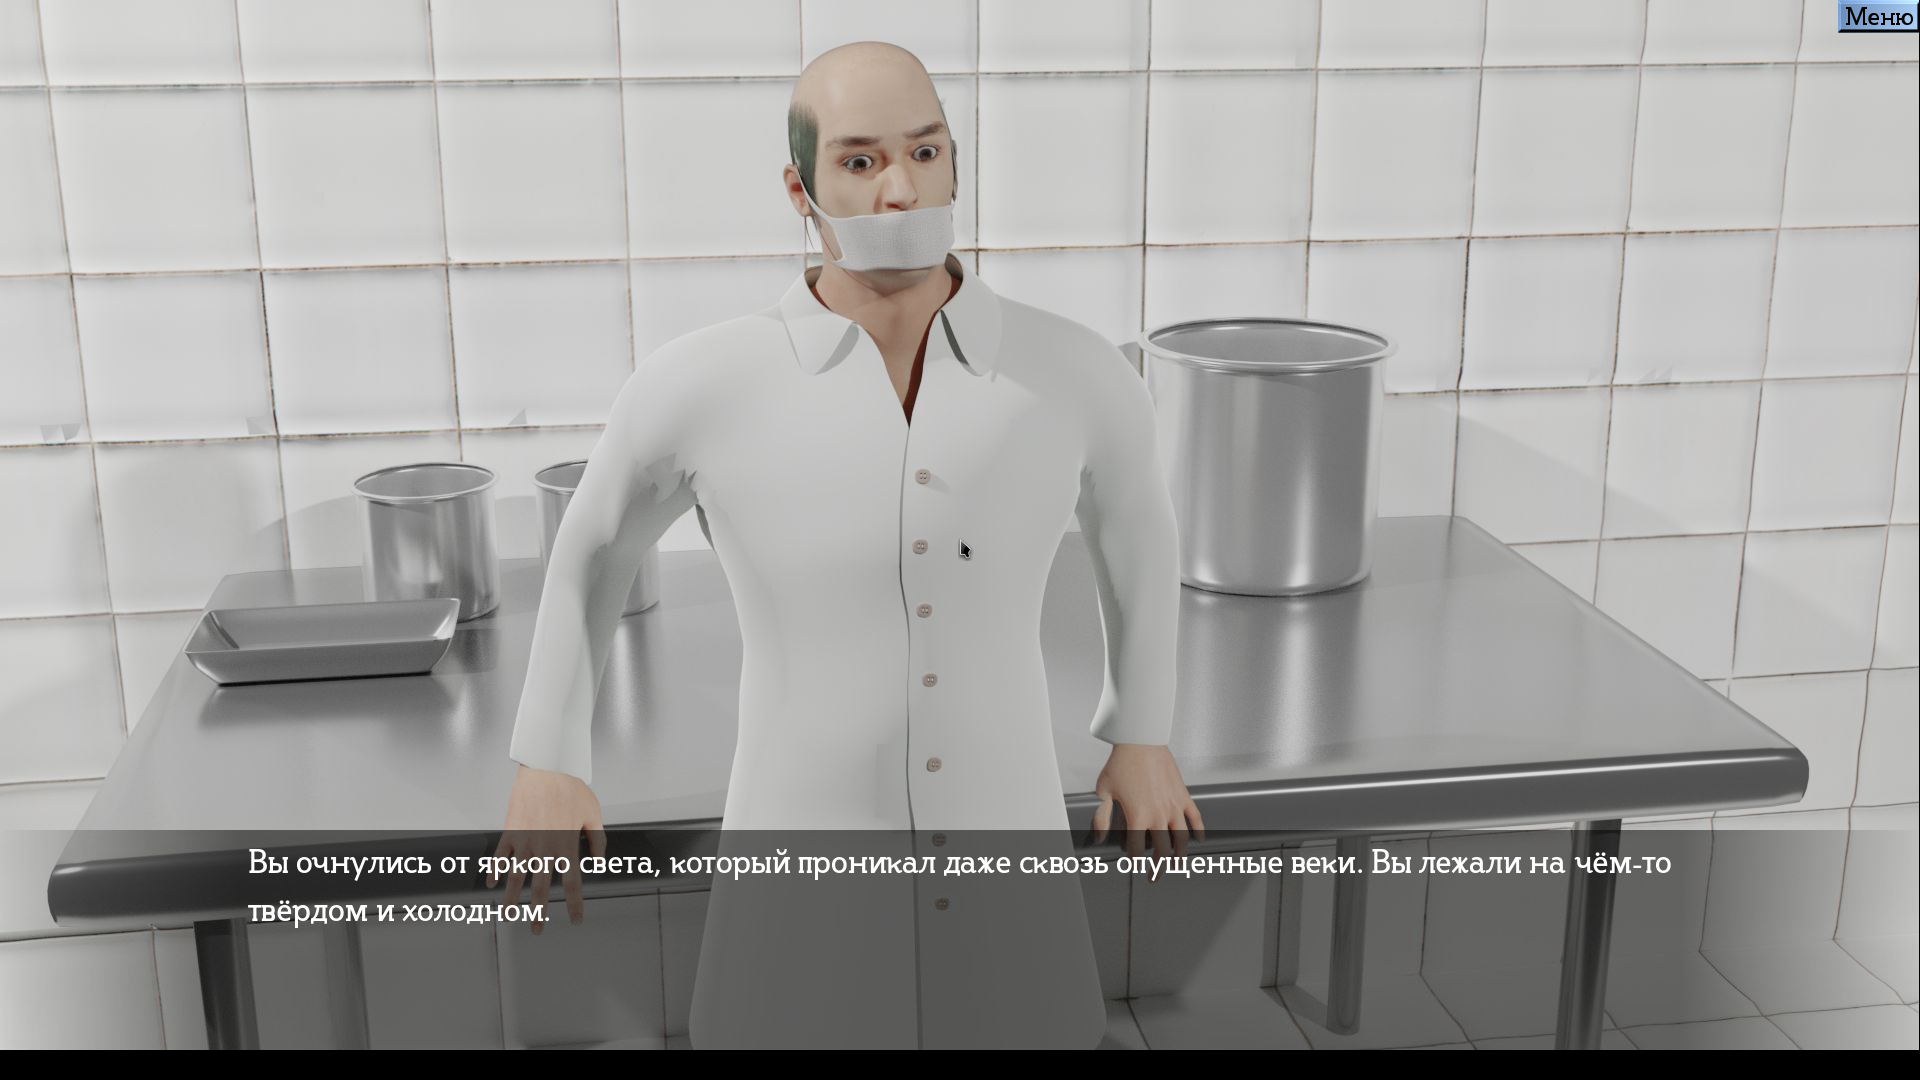 Меню
Вы очнулись от яркого света, который проникал даже сквозь опущенные веки. Вы лежали на чём-то
твёрдом и холодном.